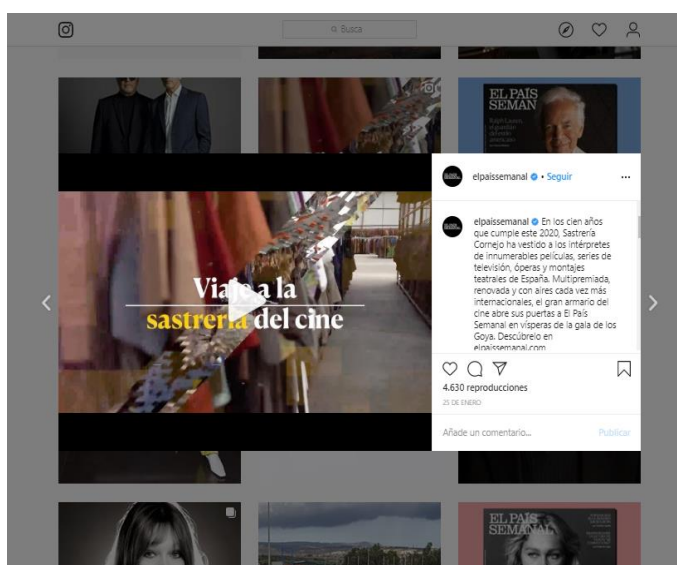 Busca
EL PAÍS
SEMAN
Ralph Lauren,
elpaissemanal • Seguir
elpaissemanal En los cien años
que cumple este 2020, Sastrería
Cornejo ha vestido a los intérpretes
de innumerables películas, series de
televisión, óperas y montajes
teatrales de España. Multipremiada,
renovada y con aires cada vez más
internacionales, el gran armario del
cine abre sus puertas a El País
Semanal en vísperas de la gala de los
Goya. Descúbrelo en
elpaissemanal.com
Viaje a la
sastrería del cine
4.630 reproducciones
25 DE ENERO
Añade un comentario...
Publicar
EL PAÍS
SEMANAL